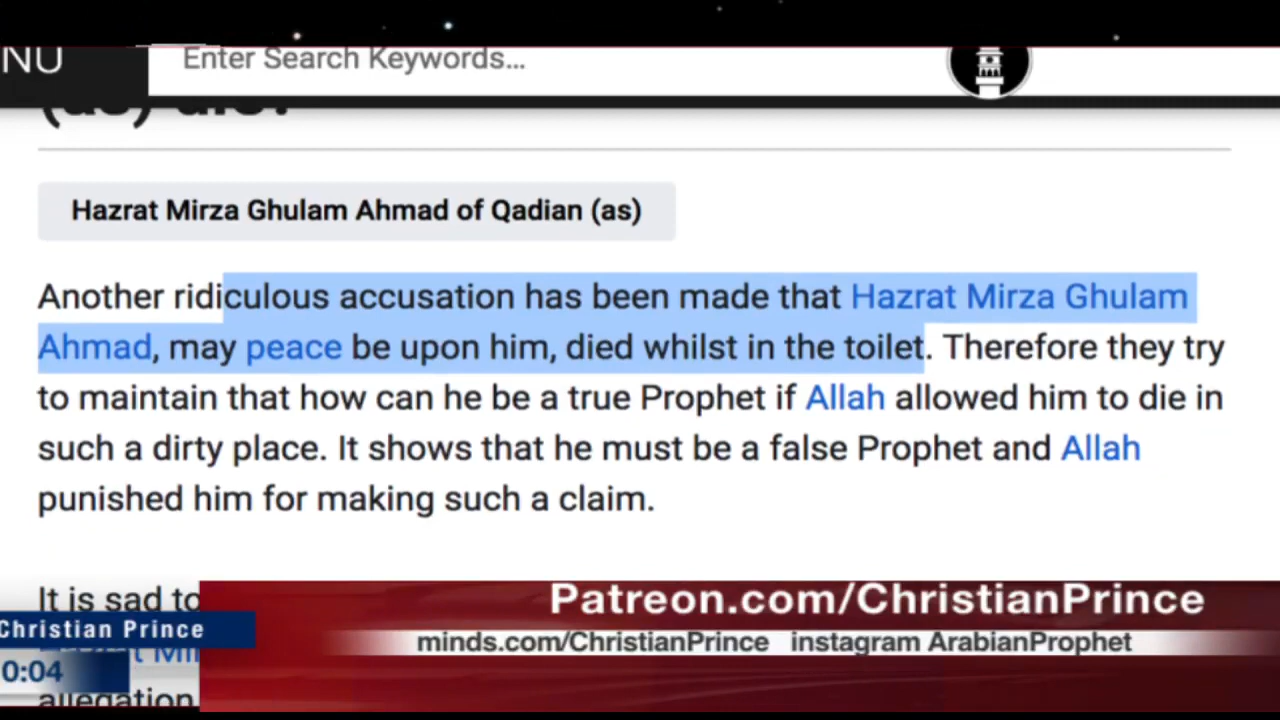 NU
Enter Search Keywords...
(as) die?
Hazrat Mirza Ghulam Ahmad of Qadian (as)
Another ridiculous accusation has been made that Hazrat Mirza Ghulam
Ahmad, may peace be upon him, died whilst in the toilet. Therefore they try
to maintain that how can he be a true Prophet if Allah allowed him to die in
such a dirty place. It shows that he must be a false Prophet and Allah
punished him for making such a claim.
It is sad to
allegation
Christian Prince
0:04
Patreon.com/ChristianPrince
minds.com/ChristianPrince instagram ArabianProphet